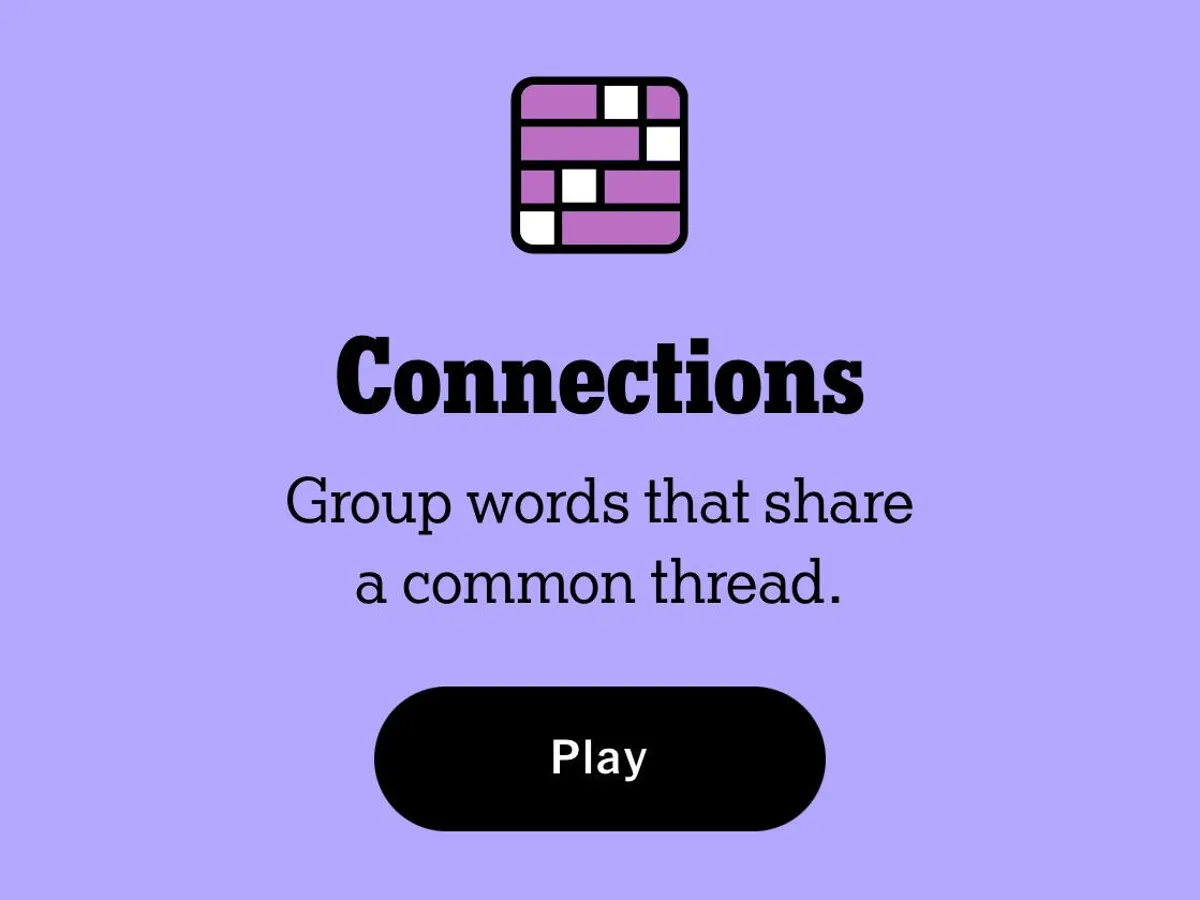 Connections
Group words that share
a common thread.
Play